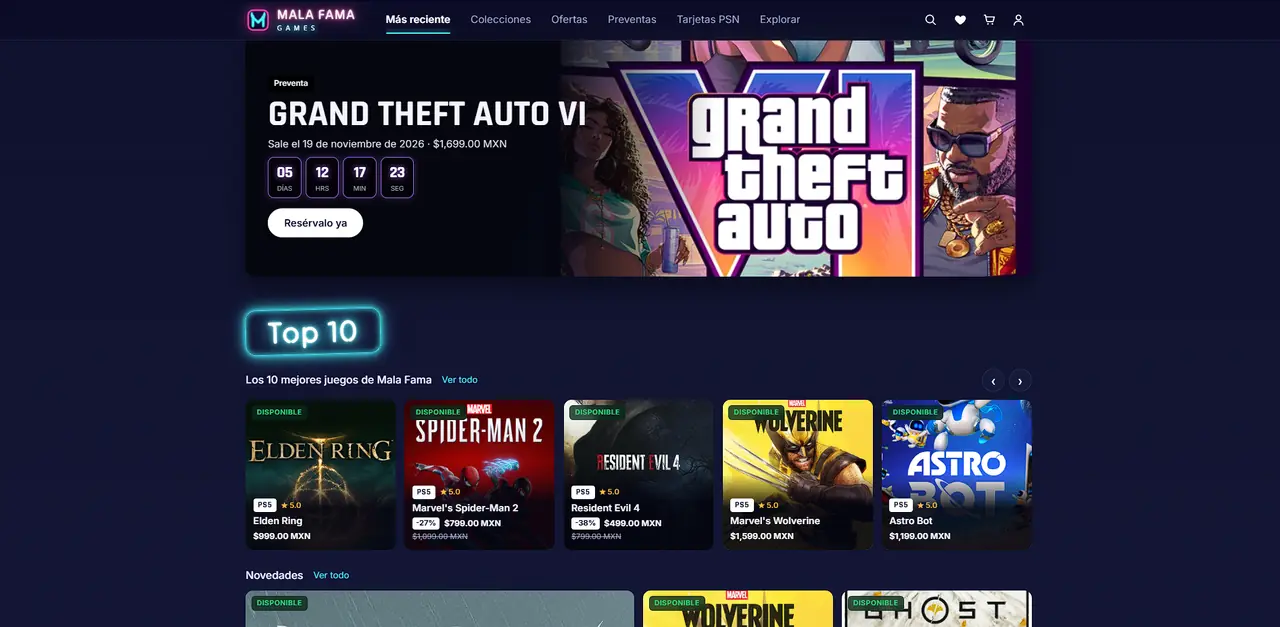 MALA FAMA
GAMES
Más reciente
Colecciones
Ofertas
Preventas
Tarjetas PSN
Explorar
Preventa
GRAND THEFT AUTO VI
Sale el 19 de noviembre de 2026 · $1,699.00 MXN
05 12 17 23
DÍAS HRS MIN SEG
Resérvalo ya
grand
theft
auto
VI
Top 10
Los 10 mejores juegos de Mala Fama Ver todo
DISPONIBLE
ELDEN RING
PS5 ★ 5.0
Elden Ring
$999.00 MXN
DISPONIBLE
MARVEL
SPIDER-MAN 2
PS5 ★ 5.0
Marvel's Spider-Man 2
-27% $799.00 MXN
$1,099.00 MXN
DISPONIBLE
RESIDENT EVIL 4
PS5 ★ 5.0
Resident Evil 4
-38% $499.00 MXN
$799.00 MXN
DISPONIBLE
MARVEL
WOLVERINE
PS5 ★ 5.0
Marvel's Wolverine
$1,599.00 MXN
DISPONIBLE
ASTRO
BOT
PS5 ★ 5.0
Astro Bot
$1,199.00 MXN
Novedades Ver todo
DISPONIBLE
DISPONIBLE
MARVEL
WOLVERINE
DISPONIBLE
GHOST